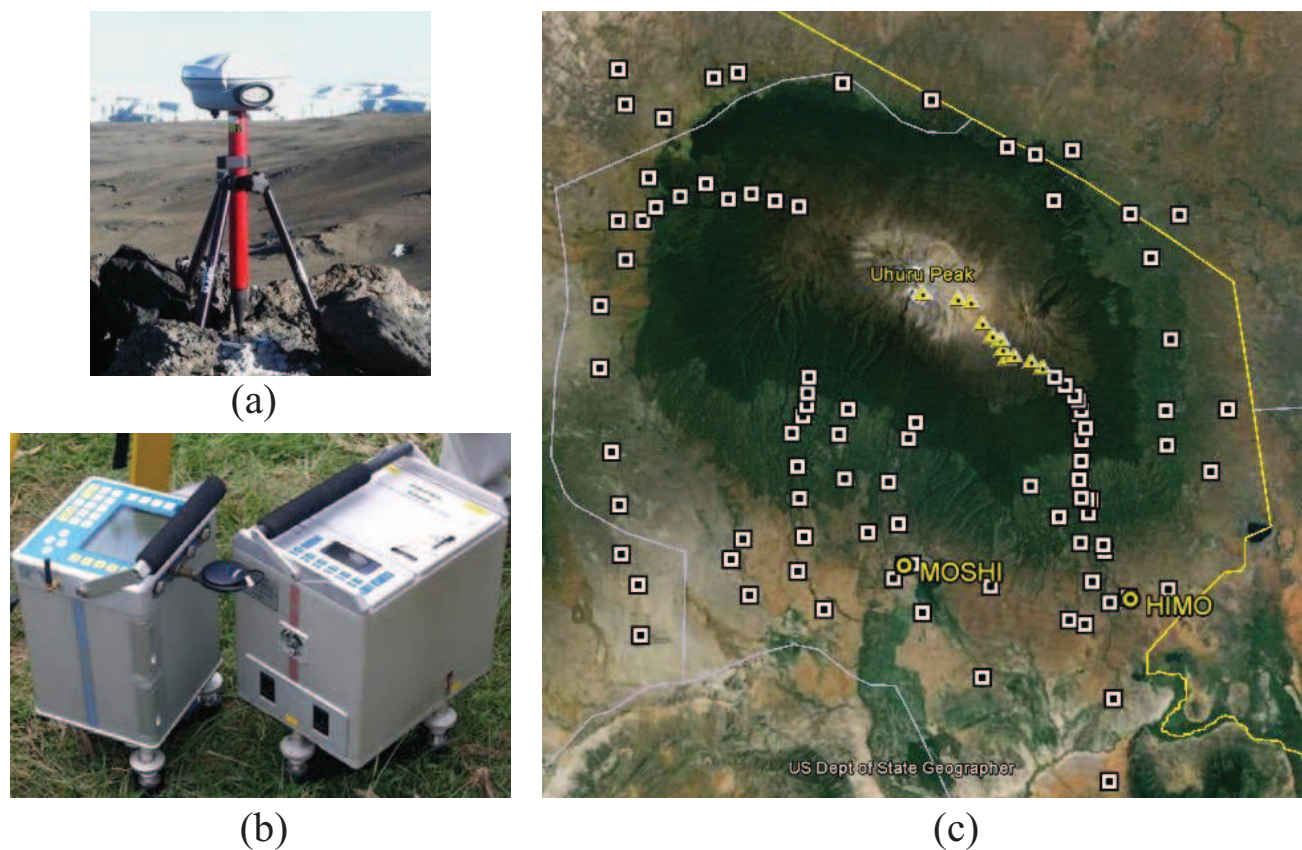 (a)
(b)
Uhuru Peak
MOSHI
HIMO
US Dept of State Geographer
(c)